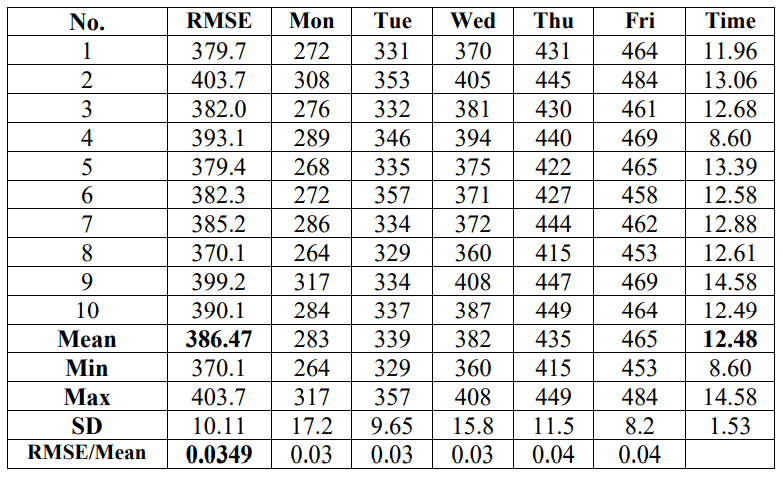 No. RMSE Mon Tue Wed Thu Fri Time
1 379.7 272 331 370 431 464 11.96
2 403.7 308 353 405 445 484 13.06
3 382.0 276 332 381 430 461 12.68
4 393.1 289 346 394 440 469 8.60
5 379.4 268 335 375 422 465 13.39
6 382.3 272 357 371 427 458 12.58
7 385.2 286 334 372 444 462 12.88
8 370.1 264 329 360 415 453 12.61
9 399.2 317 334 408 447 469 14.58
10 390.1 284 337 387 449 464 12.49
Mean 386.47 283 339 382 435 465 12.48
Min 370.1 264 329 360 415 453 8.60
Max 403.7 317 357 408 449 484 14.58
SD 10.11 17.2 9.65 15.8 11.5 8.2 1.53
RMSE/Mean 0.0349 0.03 0.03 0.03 0.04 0.04